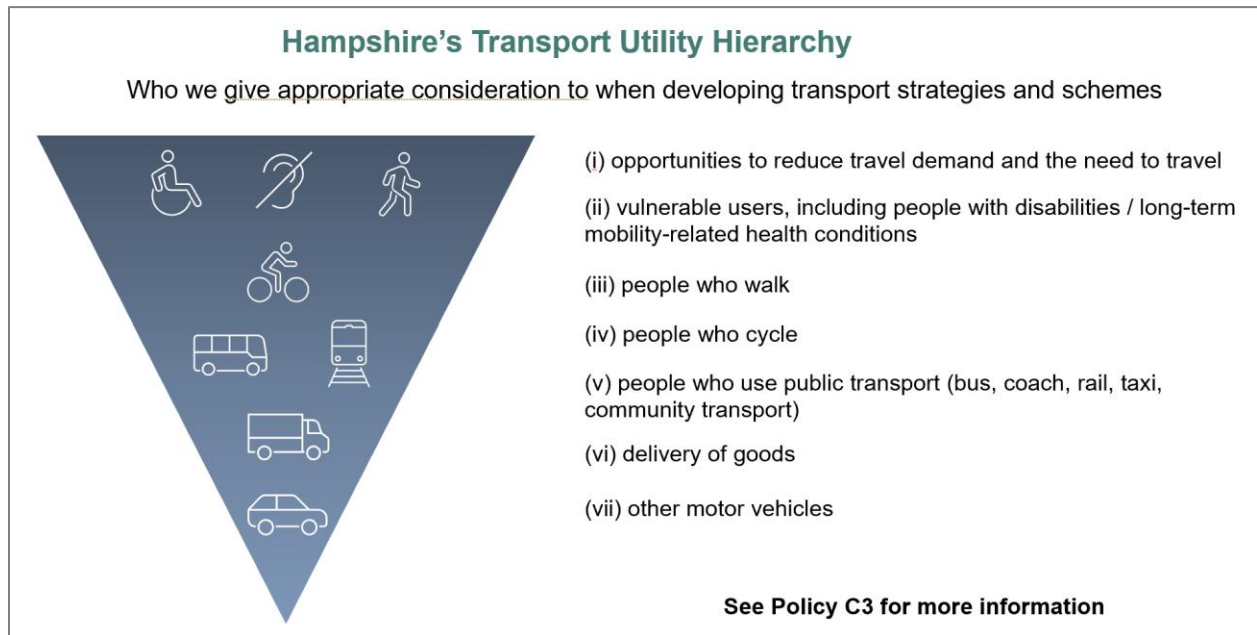 Hampshire’s Transport Utility Hierarchy
Who we give appropriate consideration to when developing transport strategies and schemes
(i) opportunities to reduce travel demand and the need to travel
(ii) vulnerable users, including people with disabilities / long-term
mobility-related health conditions
(iii) people who walk
(iv) people who cycle
(v) people who use public transport (bus, coach, rail, taxi,
community transport)
(vi) delivery of goods
(vii) other motor vehicles
See Policy C3 for more information